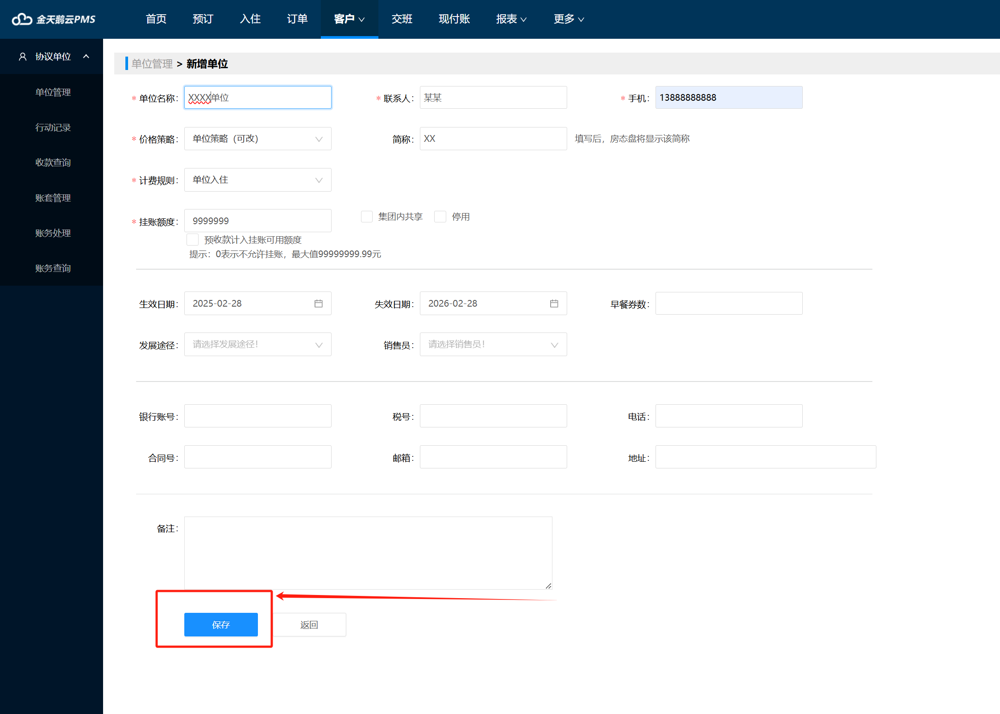 金天鹅云PMS 首页 预订 入住 订单 客户 交班 现付账 报表 更多
协议单位
单位管理
行动记录
收款查询
账套管理
账务处理
账务查询
单位管理 > 新增单位
* 单位名称: XXXX单位 * 联系人: 某某 * 手机: 13888888888
* 价格策略: 单位策略（可改） 简称: XX 填写后，房态盘将显示该简称
* 计费规则: 单位入住
* 挂账额度: 9999999 集团内共享 停用
预收款计入挂账可用额度
提示：0表示不允许挂账，最大值99999999.99元
生效日期: 2025-02-28 失效日期: 2026-02-28 早餐券数:
发展途径: 请选择发展途径! 销售员: 请选择销售员!
银行账号: 税号: 电话:
合同号: 邮箱: 地址:
备注:
保存 返回